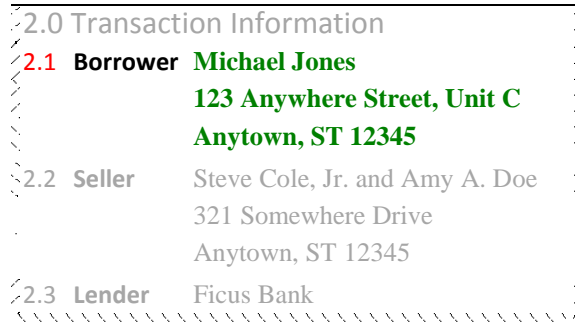 2.0 Transaction Information
2.1 Borrower Michael Jones
123 Anywhere Street, Unit C
Anytown, ST 12345
2.2 Seller Steve Cole, Jr. and Amy A. Doe
321 Somewhere Drive
Anytown, ST 12345
2.3 Lender Ficus Bank